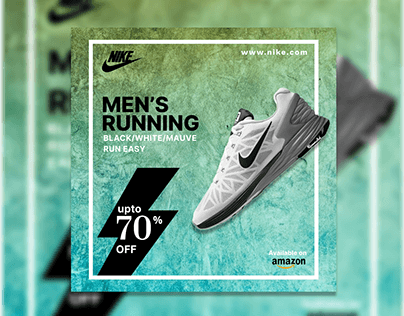 NIKE
www.nike.com
MEN'S
RUNNING
BLACK/WHITE/MAUVE
RUN EASY
upto
70%
OFF
Available on
amazon